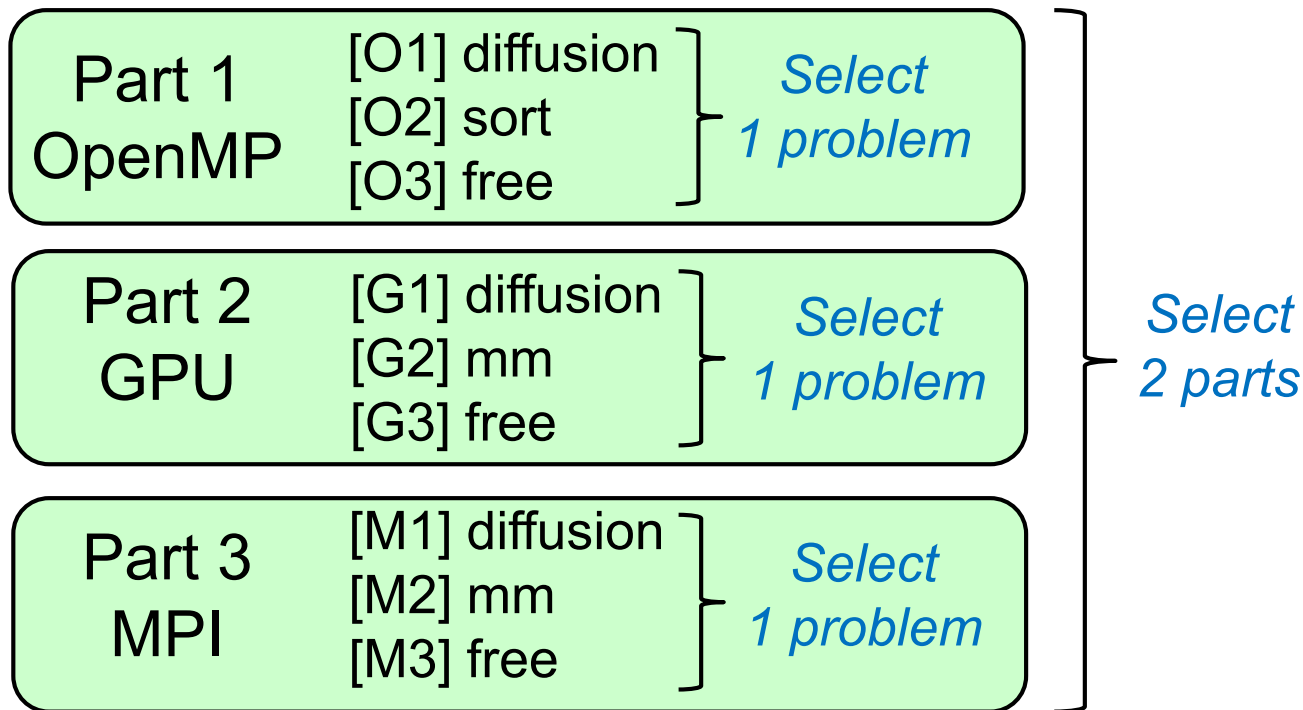 Part 1
OpenMP
[O1] diffusion
[O2] sort
[O3] free
Select
1 problem
Part 2
GPU
[G1] diffusion
[G2] mm
[G3] free
Select
1 problem
Part 3
MPI
[M1] diffusion
[M2] mm
[M3] free
Select
1 problem
Select
2 parts